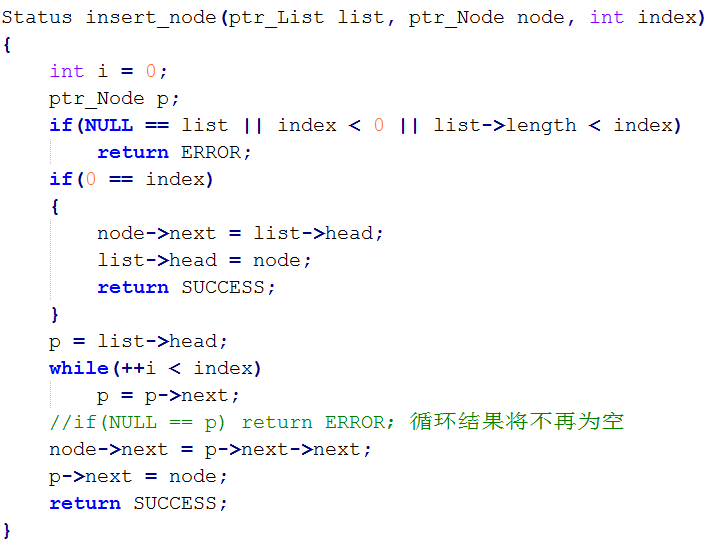 Status insert_node(ptr_List list, ptr_Node node, int index)
{
    int i = 0;
    ptr_Node p;
    if(NULL == list || index < 0 || list->length < index)
        return ERROR;
    if(0 == index)
    {
        node->next = list->head;
        list->head = node;
        return SUCCESS;
    }
    p = list->head;
    while(++i < index)
        p = p->next;
    //if(NULL == p) return ERROR; 循环结果将不再为空
    node->next = p->next->next;
    p->next = node;
    return SUCCESS;
}